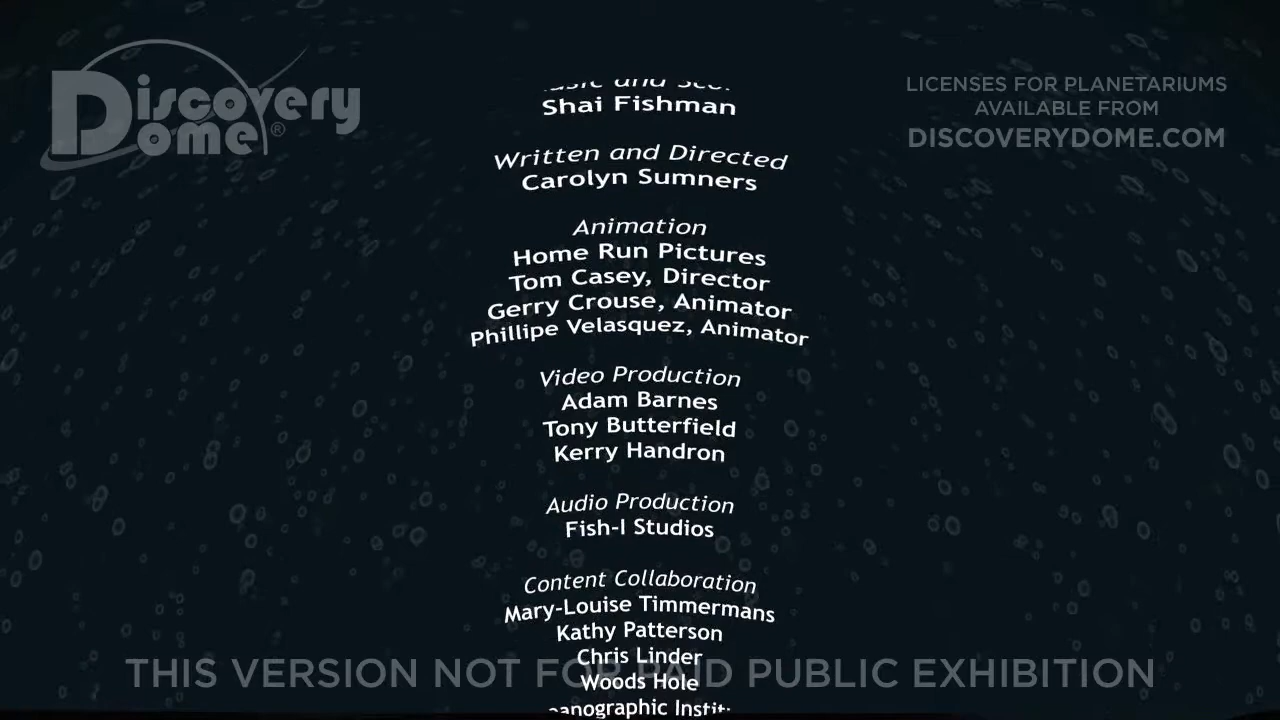 Discovery
Dome®
LICENSES FOR PLANETARIUMS
AVAILABLE FROM
DISCOVERYDOME.COM
Shai Fishman
Written and Directed
Carolyn Sumners
Animation
Home Run Pictures
Tom Casey, Director
Gerry Crouse, Animator
Phillipe Velasquez, Animator
Video Production
Adam Barnes
Tony Butterfield
Kerry Handron
Audio Production
Fish-I Studios
Content Collaboration
Mary-Louise Timmermans
Kathy Patterson
Chris Linder
THIS VERSION NOT FOR PAID PUBLIC EXHIBITION
Woods Hole